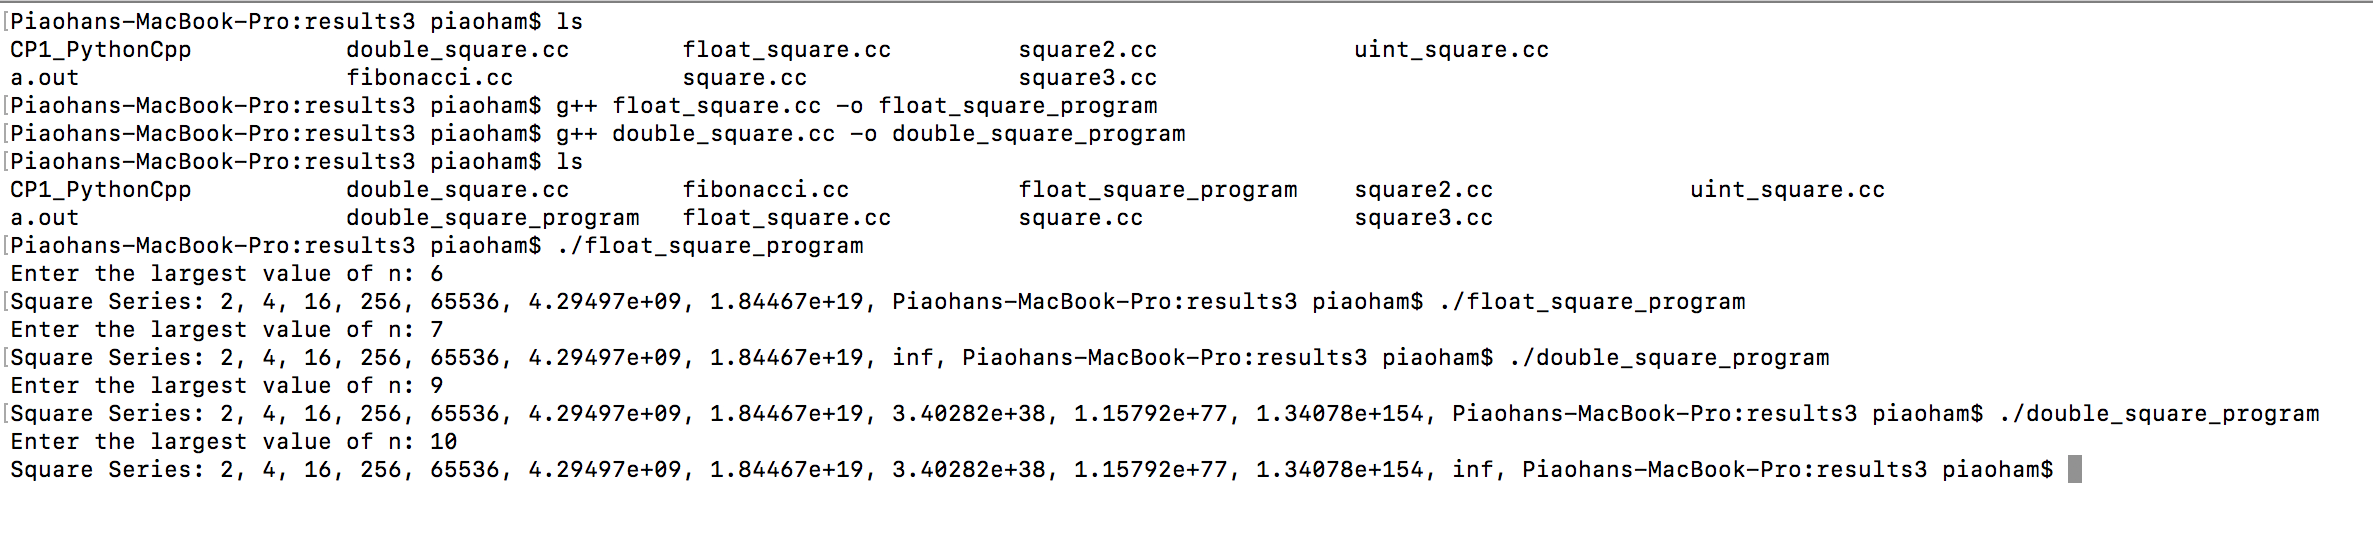 [Piaohans-MacBook-Pro:results3 piaoham$ ls
CP1_PythonCpp           double_square.cc        float_square.cc         square2.cc              uint_square.cc
a.out                   fibonacci.cc            square.cc               square3.cc
[Piaohans-MacBook-Pro:results3 piaoham$ g++ float_square.cc -o float_square_program
[Piaohans-MacBook-Pro:results3 piaoham$ g++ double_square.cc -o double_square_program
[Piaohans-MacBook-Pro:results3 piaoham$ ls
CP1_PythonCpp           double_square.cc        fibonacci.cc            float_square_program    square2.cc              uint_square.cc
a.out                   double_square_program   float_square.cc         square.cc               square3.cc
[Piaohans-MacBook-Pro:results3 piaoham$ ./float_square_program
Enter the largest value of n: 6
[Square Series: 2, 4, 16, 256, 65536, 4.29497e+09, 1.84467e+19, Piaohans-MacBook-Pro:results3 piaoham$ ./float_square_program
Enter the largest value of n: 7
[Square Series: 2, 4, 16, 256, 65536, 4.29497e+09, 1.84467e+19, inf, Piaohans-MacBook-Pro:results3 piaoham$ ./double_square_program
Enter the largest value of n: 9
[Square Series: 2, 4, 16, 256, 65536, 4.29497e+09, 1.84467e+19, 3.40282e+38, 1.15792e+77, 1.34078e+154, Piaohans-MacBook-Pro:results3 piaoham$ ./double_square_program
Enter the largest value of n: 10
Square Series: 2, 4, 16, 256, 65536, 4.29497e+09, 1.84467e+19, 3.40282e+38, 1.15792e+77, 1.34078e+154, inf, Piaohans-MacBook-Pro:results3 piaoham$